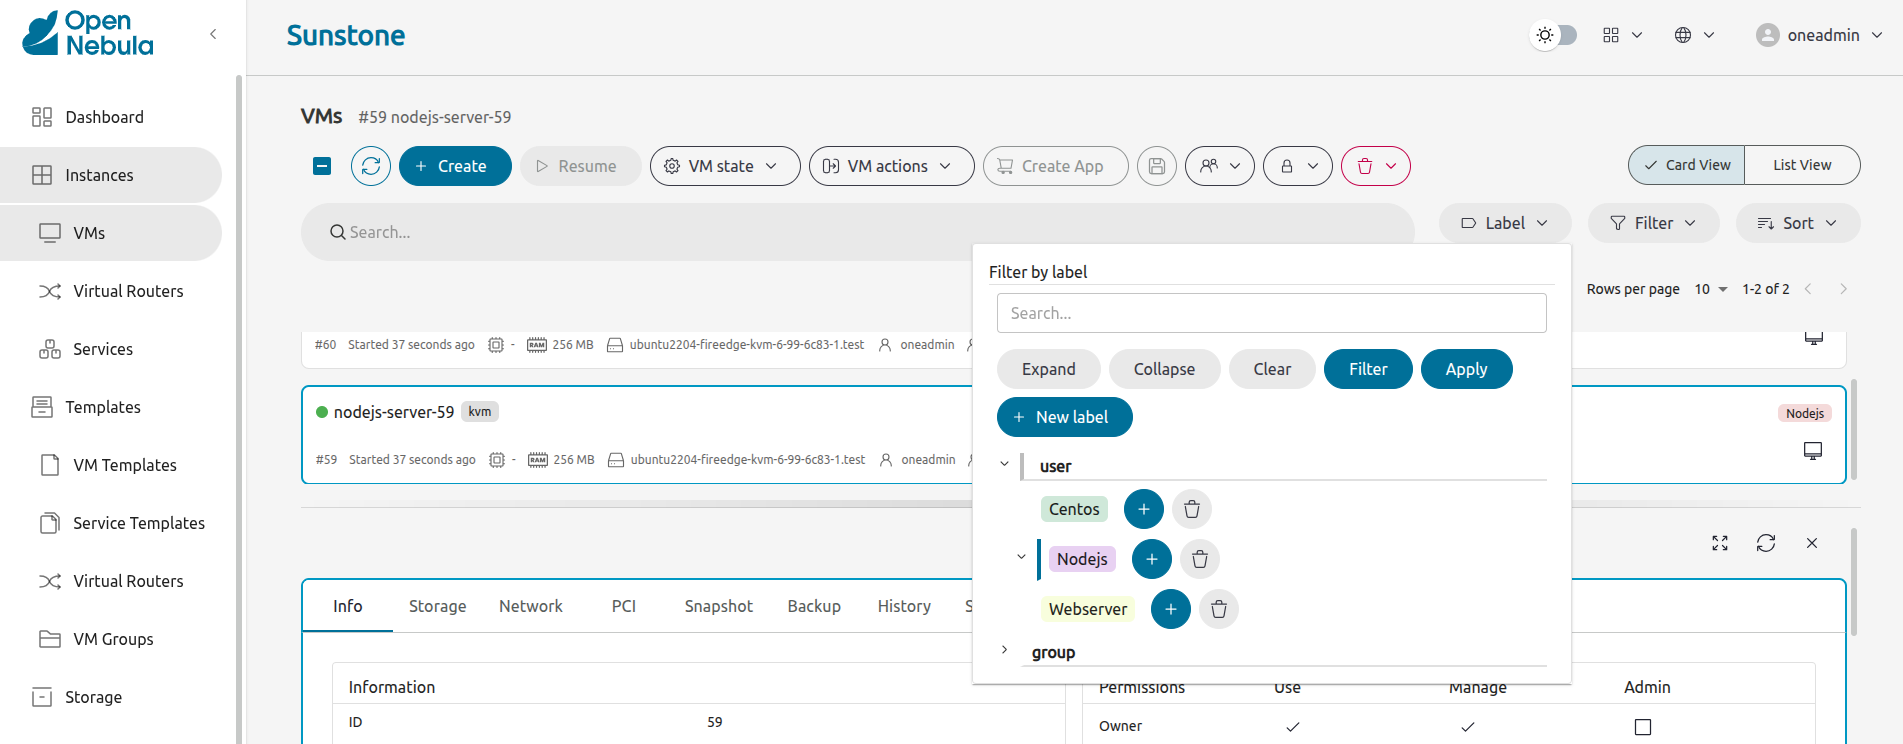 Open
Nebula
Sunstone
oneadmin
Dashboard
Instances
VMs
Virtual Routers
Services
Templates
VM Templates
Service Templates
Virtual Routers
VM Groups
Storage
VMs #59 nodejs-server-59
Create Resume VM state VM actions Create App Card View List View
Search... Label Filter Sort
Rows per page 10 1-2 of 2
#60 Started 37 seconds ago - RAM 256 MB ubuntu2204-fireedge-kvm-6-99-6c83-1.test oneadmin
nodejs-server-59 kvm Nodejs
#59 Started 37 seconds ago - RAM 256 MB ubuntu2204-fireedge-kvm-6-99-6c83-1.test oneadmin
Filter by label
Search...
Expand Collapse Clear Filter Apply
+ New label
user
Centos +
Nodejs +
Webserver +
group
Info Storage Network PCI Snapshot Backup History S
Information
ID 59
Permissions Use Manage Admin
Owner